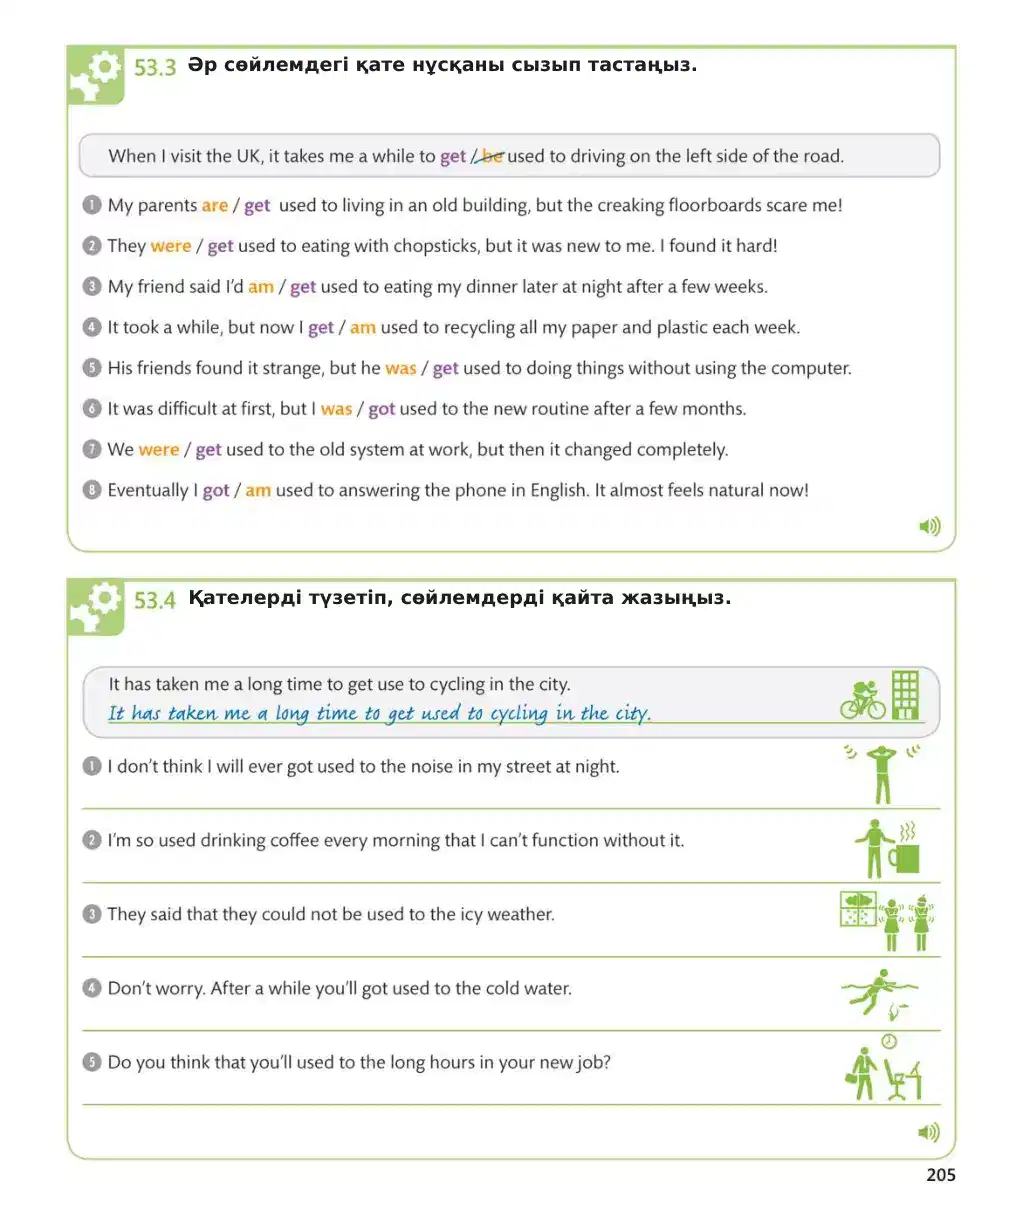 53.3 Әр сөйлемдегі қате нұсқаны сызып тастаңыз.
When I visit the UK, it takes me a while to get / be used to driving on the left side of the road.
1 My parents are / get used to living in an old building, but the creaking floorboards scare me!
2 They were / get used to eating with chopsticks, but it was new to me. I found it hard!
3 My friend said I’d am / get used to eating my dinner later at night after a few weeks.
4 It took a while, but now I get / am used to recycling all my paper and plastic each week.
5 His friends found it strange, but he was / get used to doing things without using the computer.
6 It was difficult at first, but I was / got used to the new routine after a few months.
7 We were / get used to the old system at work, but then it changed completely.
8 Eventually I got / am used to answering the phone in English. It almost feels natural now!
53.4 Қателерді түзетіп, сөйлемдерді қайта жазыңыз.
It has taken me a long time to get use to cycling in the city.
It has taken me a long time to get used to cycling in the city.
1 I don’t think I will ever got used to the noise in my street at night.
2 I’m so used drinking coffee every morning that I can’t function without it.
3 They said that they could not be used to the icy weather.
4 Don’t worry. After a while you’ll got used to the cold water.
5 Do you think that you’ll used to the long hours in your new job?
205